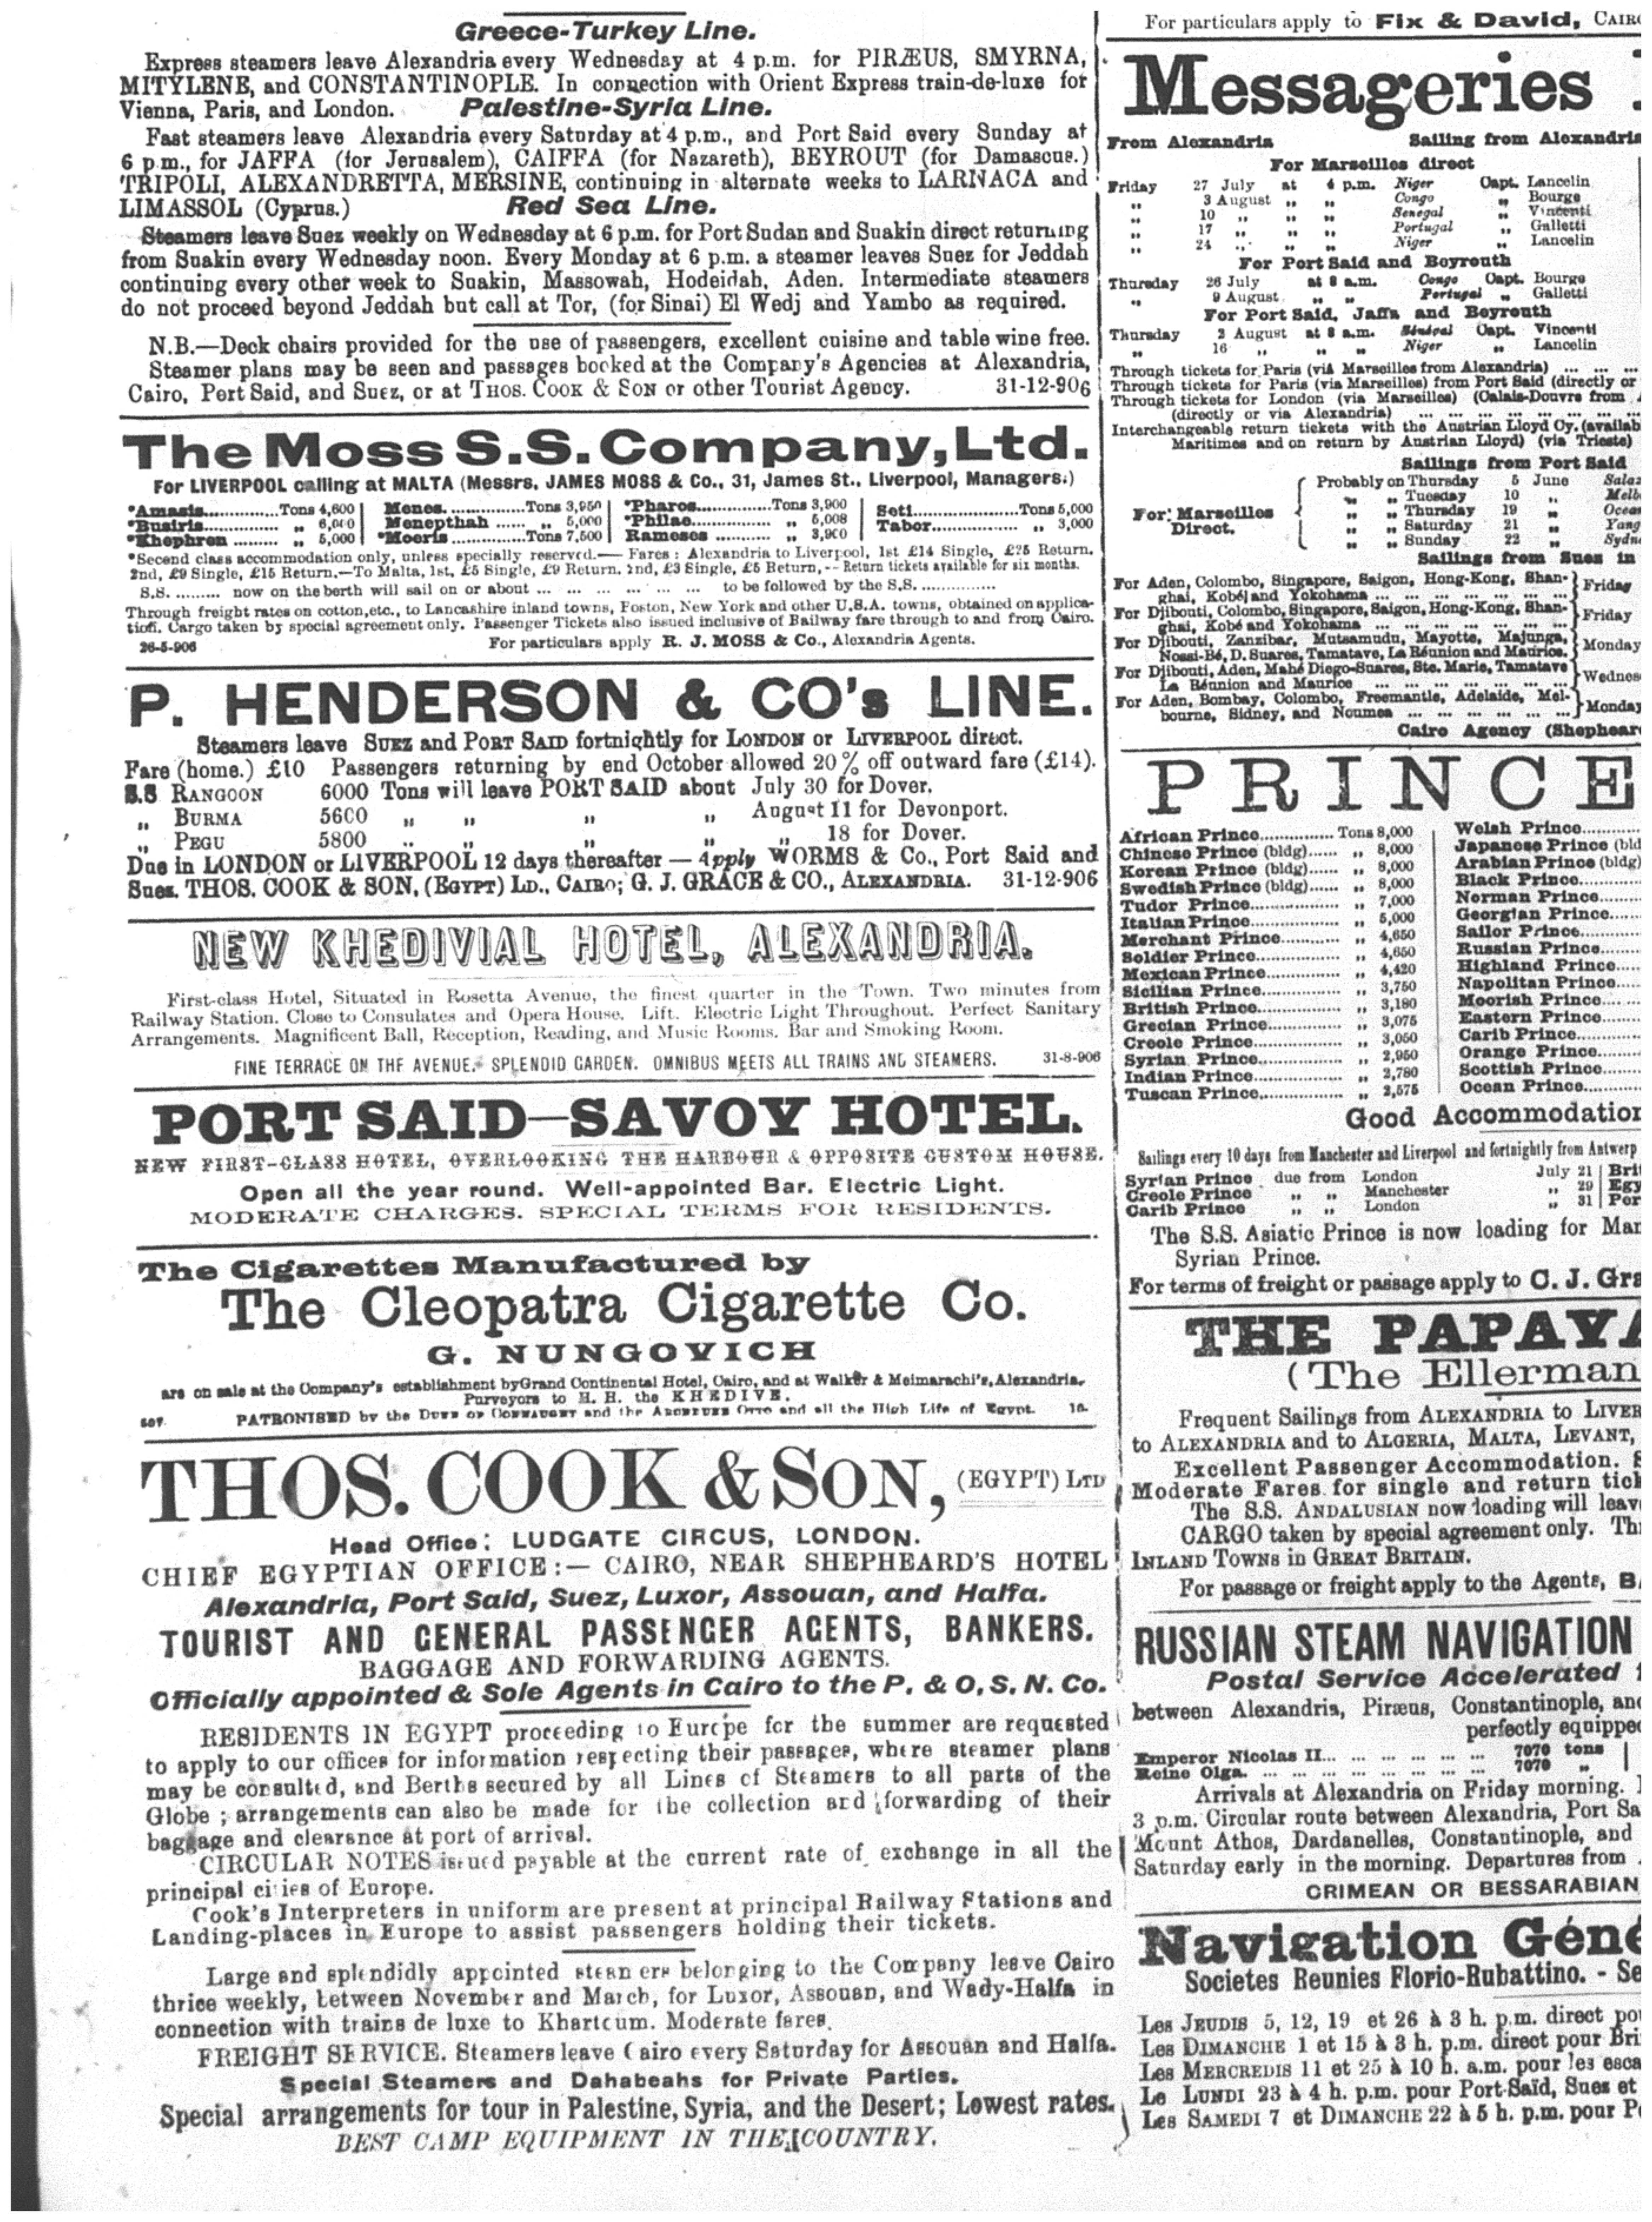 Greece-Turkey Line.
Express steamers leave Alexandria every Wednesday at 4 p.m. for PIRÆUS, SMYRNA,
MITYLENE, and CONSTANTINOPLE. In connection with Orient Express train-de-luxe for
Vienna, Paris, and London. Palestine-Syria Line.
Fast steamers leave Alexandria every Saturday at 4 p.m., and Port Said every Sunday at
6 p.m., for JAFFA (for Jerusalem), CAIFFA (for Nazareth), BEYROUT (for Damascus.)
TRIPOLI, ALEXANDRETTA, MERSINE, continuing in alternate weeks to LARNACA and
LIMASSOL (Cyprus.) Red Sea Line.
Steamers leave Suez weekly on Wednesday at 6 p.m. for Port Sudan and Suakin direct returning
from Suakin every Wednesday noon. Every Monday at 6 p.m. a steamer leaves Suez for Jeddah
continuing every other week to Suakin, Massowah, Hodeidah, Aden. Intermediate steamers
do not proceed beyond Jeddah but call at Tor, (for Sinai) El Wedj and Yambo as required.
N.B.—Deck chairs provided for the use of passengers, excellent cuisine and table wine free.
Steamer plans may be seen and passages booked at the Company's Agencies at Alexandria,
Cairo, Port Said, and Suez, or at THOS. COOK & SON or other Tourist Agency. 31-12-906
The Moss S.S. Company, Ltd.
For LIVERPOOL calling at MALTA (Messrs. JAMES MOSS & Co., 31, James St., Liverpool, Managers.)
*Amasis............Tons 4,600 | Menes...............Tons 3,950 | *Pharos............Tons 3,900 | Seti.....................Tons 5,000
*Busiris............... „ 6,000 | Menepthah ...... „ 5,000 | *Philae............... „ 5,008 | Tabor.................. „ 3,000
*Khephren ......... „ 5,000 | *Moeris............Tons 7,500 | Rameses ........... „ 3,900
*Second class accommodation only, unless specially reserved.— Fares : Alexandria to Liverpool, 1st £14 Single, £25 Return.
2nd, £9 Single, £15 Return.—To Malta, 1st, £5 Single, £9 Return. 2nd, £3 Single, £5 Return,-- Return tickets available for six months.
S.S. ......... now on the berth will sail on or about ... ... ... ... ... ... to be followed by the S.S. ..............
Through freight rates on cotton, etc., to Lancashire inland towns, Boston, New York and other U.S.A. towns, obtained on applica-
tion. Cargo taken by special agreement only. Passenger Tickets also issued inclusive of Railway fare through to and from Cairo.
26-5-906 For particulars apply R. J. MOSS & Co., Alexandria Agents.
P. HENDERSON & CO's LINE.
Steamers leave SUEZ and PORT SAID fortnightly for LONDON or LIVERPOOL direct.
Fare (home.) £10 Passengers returning by end October allowed 20 % off outward fare (£14).
S.S RANGOON 6000 Tons will leave PORT SAID about July 30 for Dover.
„ BURMA 5600 „ „ „ „ August 11 for Devonport.
„ PEGU 5800 „ „ „ „ „ 18 for Dover.
Due in LONDON or LIVERPOOL 12 days thereafter — Apply WORMS & Co., Port Said and
Suez. THOS. COOK & SON, (EGYPT) LD., CAIRO; G. J. GRACE & CO., ALEXANDRIA. 31-12-906
NEW KHEDIVIAL HOTEL, ALEXANDRIA.
First-class Hotel, Situated in Rosetta Avenue, the finest quarter in the Town. Two minutes from
Railway Station. Close to Consulates and Opera House. Lift. Electric Light Throughout. Perfect Sanitary
Arrangements. Magnificent Ball, Reception, Reading, and Music Rooms. Bar and Smoking Room.
FINE TERRACE ON THE AVENUE. SPLENDID GARDEN. OMNIBUS MEETS ALL TRAINS AND STEAMERS. 31-8-906
PORT SAID—SAVOY HOTEL.
NEW FIRST-CLASS HOTEL, OVERLOOKING THE HARBOUR & OPPOSITE CUSTOM HOUSE.
Open all the year round. Well-appointed Bar. Electric Light.
MODERATE CHARGES. SPECIAL TERMS FOR RESIDENTS.
The Cigarettes Manufactured by
The Cleopatra Cigarette Co.
G. NUNGOVICH
are on sale at the Company's establishment by Grand Continental Hotel, Cairo, and at Walker & Meimarachi's, Alexandria,
Purveyors to H. H. the KHEDIVE.
PATRONISED by the DUKE OF CONNAUGHT and the ARCHDUKE OTTO and all the High Life of Egypt. 16-
THOS. COOK & SON, (EGYPT) LTD
Head Office: LUDGATE CIRCUS, LONDON.
CHIEF EGYPTIAN OFFICE:— CAIRO, NEAR SHEPHEARD'S HOTEL
Alexandria, Port Said, Suez, Luxor, Assouan, and Halfa.
TOURIST AND GENERAL PASSENGER AGENTS, BANKERS.
BAGGAGE AND FORWARDING AGENTS.
Officially appointed & Sole Agents in Cairo to the P. & O. S. N. Co.
RESIDENTS IN EGYPT proceeding to Europe for the summer are requested
to apply to our offices for information respecting their passages, where steamer plans
may be consulted, and Berths secured by all Lines of Steamers to all parts of the
Globe ; arrangements can also be made for the collection and forwarding of their
baggage and clearance at port of arrival.
CIRCULAR NOTES issued payable at the current rate of exchange in all the
principal cities of Europe.
Cook's Interpreters in uniform are present at principal Railway Stations and
Landing-places in Europe to assist passengers holding their tickets.
Large and splendidly appointed steamers belonging to the Company leave Cairo
thrice weekly, between November and March, for Luxor, Assouan, and Wady-Halfa in
connection with trains de luxe to Khartoum. Moderate fares.
FREIGHT SERVICE. Steamers leave Cairo every Saturday for Assouan and Halfa.
Special Steamers and Dahabeahs for Private Parties.
Special arrangements for tour in Palestine, Syria, and the Desert; Lowest rates.
BEST CAMP EQUIPMENT IN THE COUNTRY.
For particulars apply to Fix & David, CAIRO
Messageries
From Alexandria Sailing from Alexandria
For Marseilles direct
Friday 27 July at 4 p.m. Niger Capt. Lancelin
„ 3 August „ „ Congo „ Bourge
„ 10 „ „ „ Senegal „ Vincenti
„ 17 „ „ „ Portugal „ Galletti
„ 24 „ „ „ Niger „ Lancelin
For Port Said and Beyrouth
Thursday 26 July at 8 a.m. Congo Capt. Bourge
„ 9 August „ „ Portugal „ Galletti
For Port Said, Jaffa and Beyrouth
Thursday 2 August at 8 a.m. Sénégal Capt. Vincenti
„ 16 „ „ „ Niger „ Lancelin
Through tickets for Paris (viâ Marseilles from Alexandria) ... ... ...
Through tickets for Paris (via Marseilles) from Port Said (directly or
Through tickets for London (via Marseilles) (Calais-Douvre from
(directly or via Alexandria) ... ... ... ... ... ... ... ...
Interchangeable return tickets with the Austrian Lloyd Cy. (availab
Maritimes and on return by Austrian Lloyd) (via Trieste)
Sailings from Port Said
Probably on Thursday 5 June Salaz
„ „ Tuesday 10 „ Melb
For: Marseilles „ „ Thursday 19 „ Ocean
Direct. „ „ Saturday 21 „ Yang
„ „ Sunday 22 „ Sydn
Sailings from Suez in
For Aden, Colombo, Singapore, Saigon, Hong-Kong, Shan-
ghai, Kobé and Yokohama ... ... ... ... ... ... ... } Friday
For Djibouti, Colombo, Singapore, Saigon, Hong-Kong, Shan-
ghai, Kobé and Yokohama ... ... ... ... ... ... ... } Friday
For Djibouti, Zanzibar, Mutsamudu, Mayotte, Majunga,
Nossi-Bé, D. Suarez, Tamatave, La Réunion and Maurice. } Monday
For Djibouti, Aden, Mahé Diego-Suarez, Ste. Marie, Tamatave
La Réunion and Maurice ... ... ... ... ... ... ... } Wednes
For Aden, Bombay, Colombo, Freemantle, Adelaide, Mel-
bourne, Sidney, and Noumea ... ... ... ... ... ... } Monday
Cairo Agency (Shephear
PRINCE
African Prince.............. Tons 8,000 | Welsh Prince............
Chinese Prince (bldg)...... „ 8,000 | Japanese Prince (bld
Korean Prince (bldg)...... „ 8,000 | Arabian Prince (bldg)
Swedish Prince (bldg)...... „ 8,000 | Black Prince............
Tudor Prince.................. „ 7,000 | Norman Prince.........
Italian Prince.................. „ 5,000 | Georgian Prince......
Merchant Prince............ „ 4,650 | Sailor Prince............
Soldier Prince................. „ 4,650 | Russian Prince.........
Mexican Prince............... „ 4,420 | Highland Prince......
Sicilian Prince................ „ 3,750 | Napolitan Prince......
British Prince................. „ 3,180 | Moorish Prince.........
Grecian Prince................ „ 3,075 | Eastern Prince.........
Creole Prince.................. „ 3,050 | Carib Prince............
Syrian Prince................. „ 2,950 | Orange Prince.........
Indian Prince.................. „ 2,780 | Scottish Prince.........
Tuscan Prince................. „ 2,575 | Ocean Prince............
Good Accommodation
Sailings every 10 days from Manchester and Liverpool and fortnightly from Antwerp
Syrian Prince due from London July 21 | Bri
Creole Prince „ „ Manchester „ 29 | Egy
Carib Prince „ „ London „ 31 | Per
The S.S. Asiatic Prince is now loading for Man
Syrian Prince.
For terms of freight or passage apply to C. J. Gra
THE PAPAYA
(The Ellerman
Frequent Sailings from ALEXANDRIA to LIVER
to ALEXANDRIA and to ALGERIA, MALTA, LEVANT,
Excellent Passenger Accommodation.
Moderate Fares for single and return tick
The S.S. ANDALUSIAN now loading will leav
CARGO taken by special agreement only. Th
INLAND TOWNS in GREAT BRITAIN.
For passage or freight apply to the Agents, B
RUSSIAN STEAM NAVIGATION
Postal Service Accelerated
between Alexandria, Piræus, Constantinople, and
perfectly equipped
Emperor Nicolas II... ... ... ... ... ... 7070 tons |
Reine Olga. ... ... ... ... ... ... ... 7070 „ |
Arrivals at Alexandria on Friday morning.
3 p.m. Circular route between Alexandria, Port Sa
Mount Athos, Dardanelles, Constantinople, and
Saturday early in the morning. Departures from
CRIMEAN OR BESSARABIAN
Navigation Géné
Societes Reunies Florio-Rubattino. - Se
Les JEUDIS 5, 12, 19 et 26 à 3 h. p.m. direct pou
Les DIMANCHE 1 et 15 à 3 h. p.m. direct pour Bri
Les MERCREDIS 11 et 25 à 10 h. a.m. pour les esca
Le LUNDI 23 à 4 h. p.m. pour Port-Saïd, Sues et
Les SAMEDI 7 et DIMANCHE 22 à 5 h. p.m. pour P